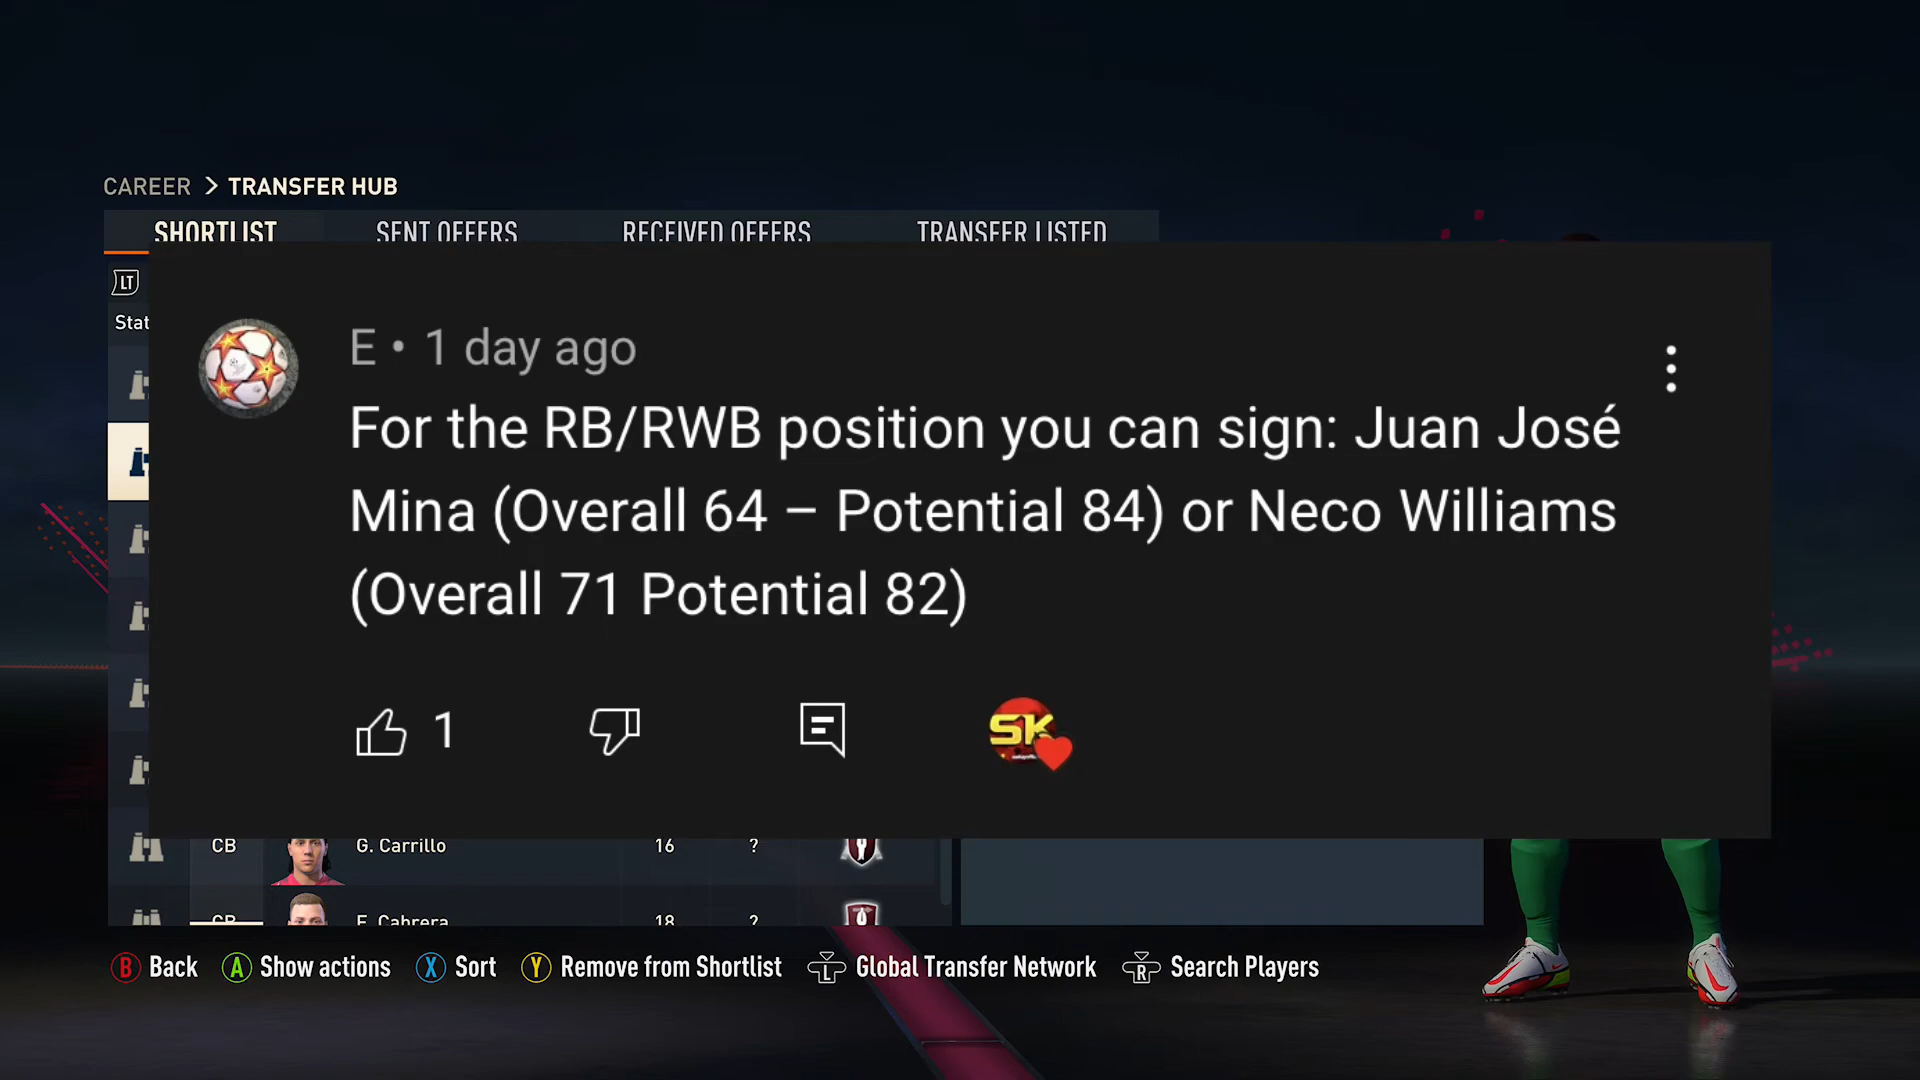 CAREER > TRANSFER HUB
SHORTLIST SENT OFFERS RECEIVED OFFERS TRANSFER LISTED
LT
Stat
E • 1 day ago
For the RB/RWB position you can sign: Juan José
Mina (Overall 64 – Potential 84) or Neco Williams
(Overall 71 Potential 82)
1
SK
CB G. Carrillo 16 ?
CB E. Cabrera 18 ?
B Back A Show actions X Sort Y Remove from Shortlist L Global Transfer Network R Search Players